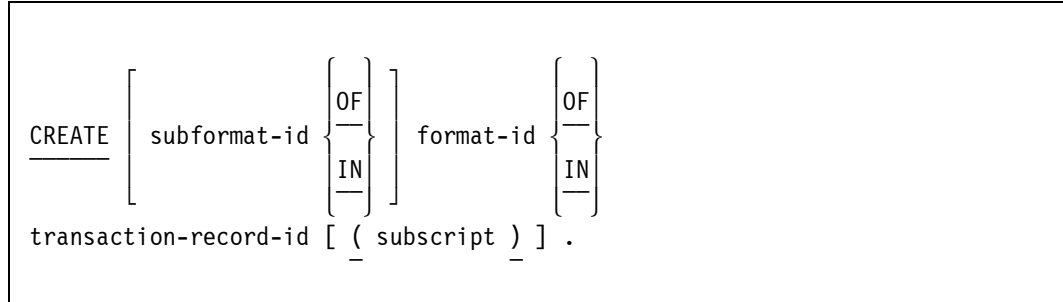 OF OF
CREATE subformat-id format-id
IN IN
transaction-record-id [ ( subscript ) ] .